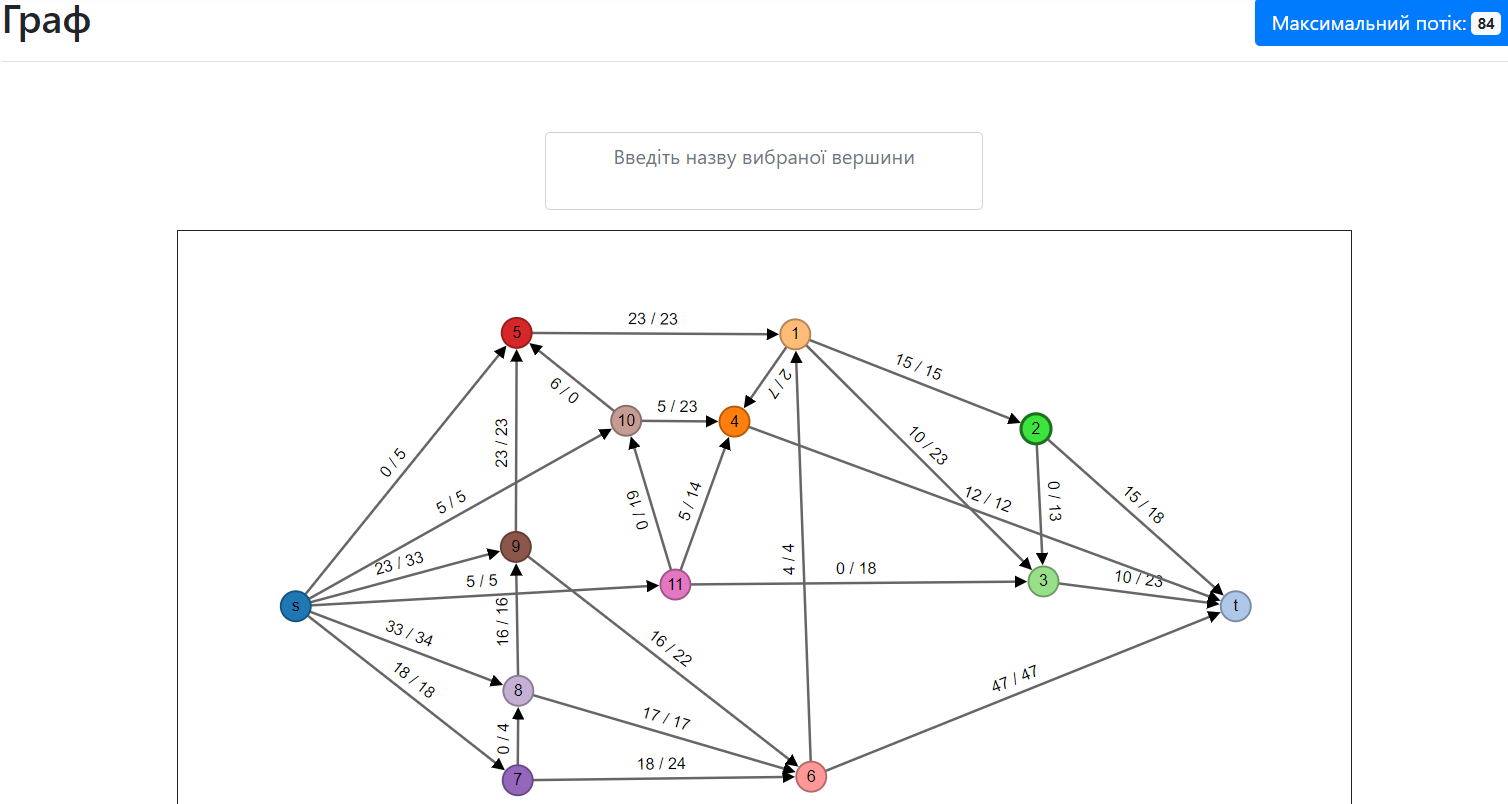 Граф
Максимальний потік: 84
Введіть назву вибраної вершини
23 / 23
5
1
15 / 15
2 / 7
6 / 0
5 / 23
10
4
2
0 / 5
23 / 23
10 / 23
5 / 5
0 / 19
5 / 14
12 / 12
0 / 13
15 / 18
9
23 / 33
4 / 4
0 / 18
5 / 5
11
3
10 / 23
s
t
16 / 16
33 / 34
16 / 22
18 / 18
47 / 47
8
17 / 17
0 / 4
18 / 24
7
6